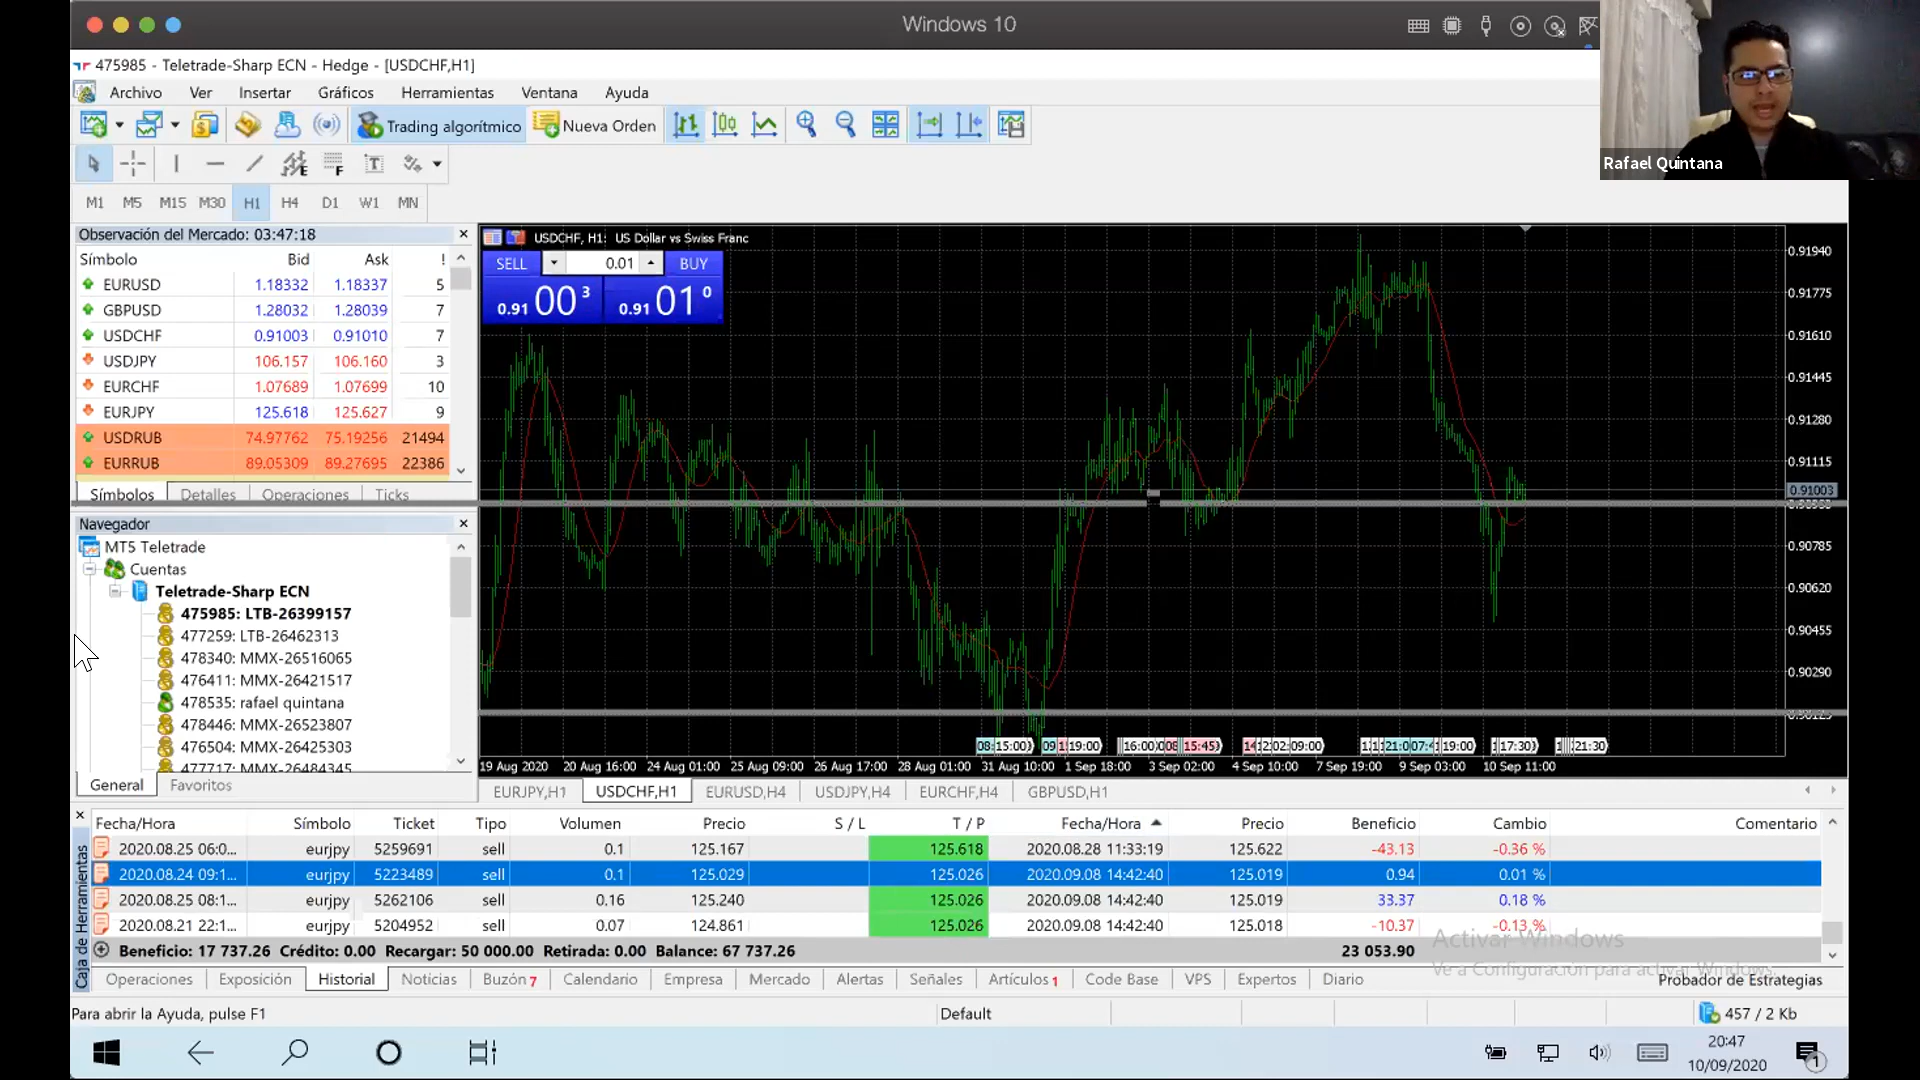 Windows 10
475985 - Teletrade-Sharp ECN - Hedge - [USDCHF,H1]
Archivo Ver Insertar Gráficos Herramientas Ventana Ayuda
Trading algorítmico Nueva Orden
Rafael Quintana
M1 M5 M15 M30 H1 H4 D1 W1 MN
Observación del Mercado: 03:47:18
Símbolo Bid Ask !
EURUSD 1.18332 1.18337 5
GBPUSD 1.28032 1.28039 7
USDCHF 0.91003 0.91010 7
USDJPY 106.157 106.160 3
EURCHF 1.07689 1.07699 10
EURJPY 125.618 125.627 9
USDRUB 74.97762 75.19256 21494
EURRUB 89.05309 89.27695 22386
Símbolos Detalles Operaciones Ticks
Navegador
MT5 Teletrade
Cuentas
Teletrade-Sharp ECN
475985: LTB-26399157
477259: LTB-26462313
478340: MMX-26516065
476411: MMX-26421517
478535: rafael quintana
478446: MMX-26523807
476504: MMX-26425303
477717: MMX-26484345
General Favoritos
USDCHF, H1: US Dollar vs Swiss Franc
SELL 0.01 BUY
0.91 00 3 0.91 01 0
0.91940
0.91775
0.91610
0.91445
0.91280
0.91115
0.91003
0.90785
0.90620
0.90455
0.90290
19 Aug 2020 20 Aug 16:00 24 Aug 01:00 25 Aug 09:00 26 Aug 17:00 28 Aug 01:00 31 Aug 10:00 1 Sep 18:00 3 Sep 02:00 4 Sep 10:00 7 Sep 19:00 9 Sep 03:00 10 Sep 11:00
EURJPY,H1 USDCHF,H1 EURUSD,H4 USDJPY,H4 EURCHF,H4 GBPUSD,H1
Fecha/Hora Símbolo Ticket Tipo Volumen Precio S / L T / P Fecha/Hora Precio Beneficio Cambio Comentario
2020.08.25 06:0... eurjpy 5259691 sell 0.1 125.167 125.618 2020.08.28 11:33:19 125.622 -43.13 -0.36 %
2020.08.24 09:1... eurjpy 5223489 sell 0.1 125.029 125.026 2020.09.08 14:42:40 125.019 0.94 0.01 %
2020.08.25 08:1... eurjpy 5262106 sell 0.16 125.240 125.026 2020.09.08 14:42:40 125.019 33.37 0.18 %
2020.08.21 22:1... eurjpy 5204952 sell 0.07 124.861 125.026 2020.09.08 14:42:40 125.018 -10.37 -0.13 %
Beneficio: 17 737.26 Crédito: 0.00 Recargar: 50 000.00 Retirada: 0.00 Balance: 67 737.26 23 053.90
Activar Windows
Ve a Configuración para activar Windows.
Caja de Herramientas
Operaciones Exposición Historial Noticias Buzón 7 Calendario Empresa Mercado Alertas Señales Artículos 1 Code Base VPS Expertos Diario Probador de Estrategias
Para abrir la Ayuda, pulse F1 Default 457 / 2 Kb
20:47
10/09/2020
1